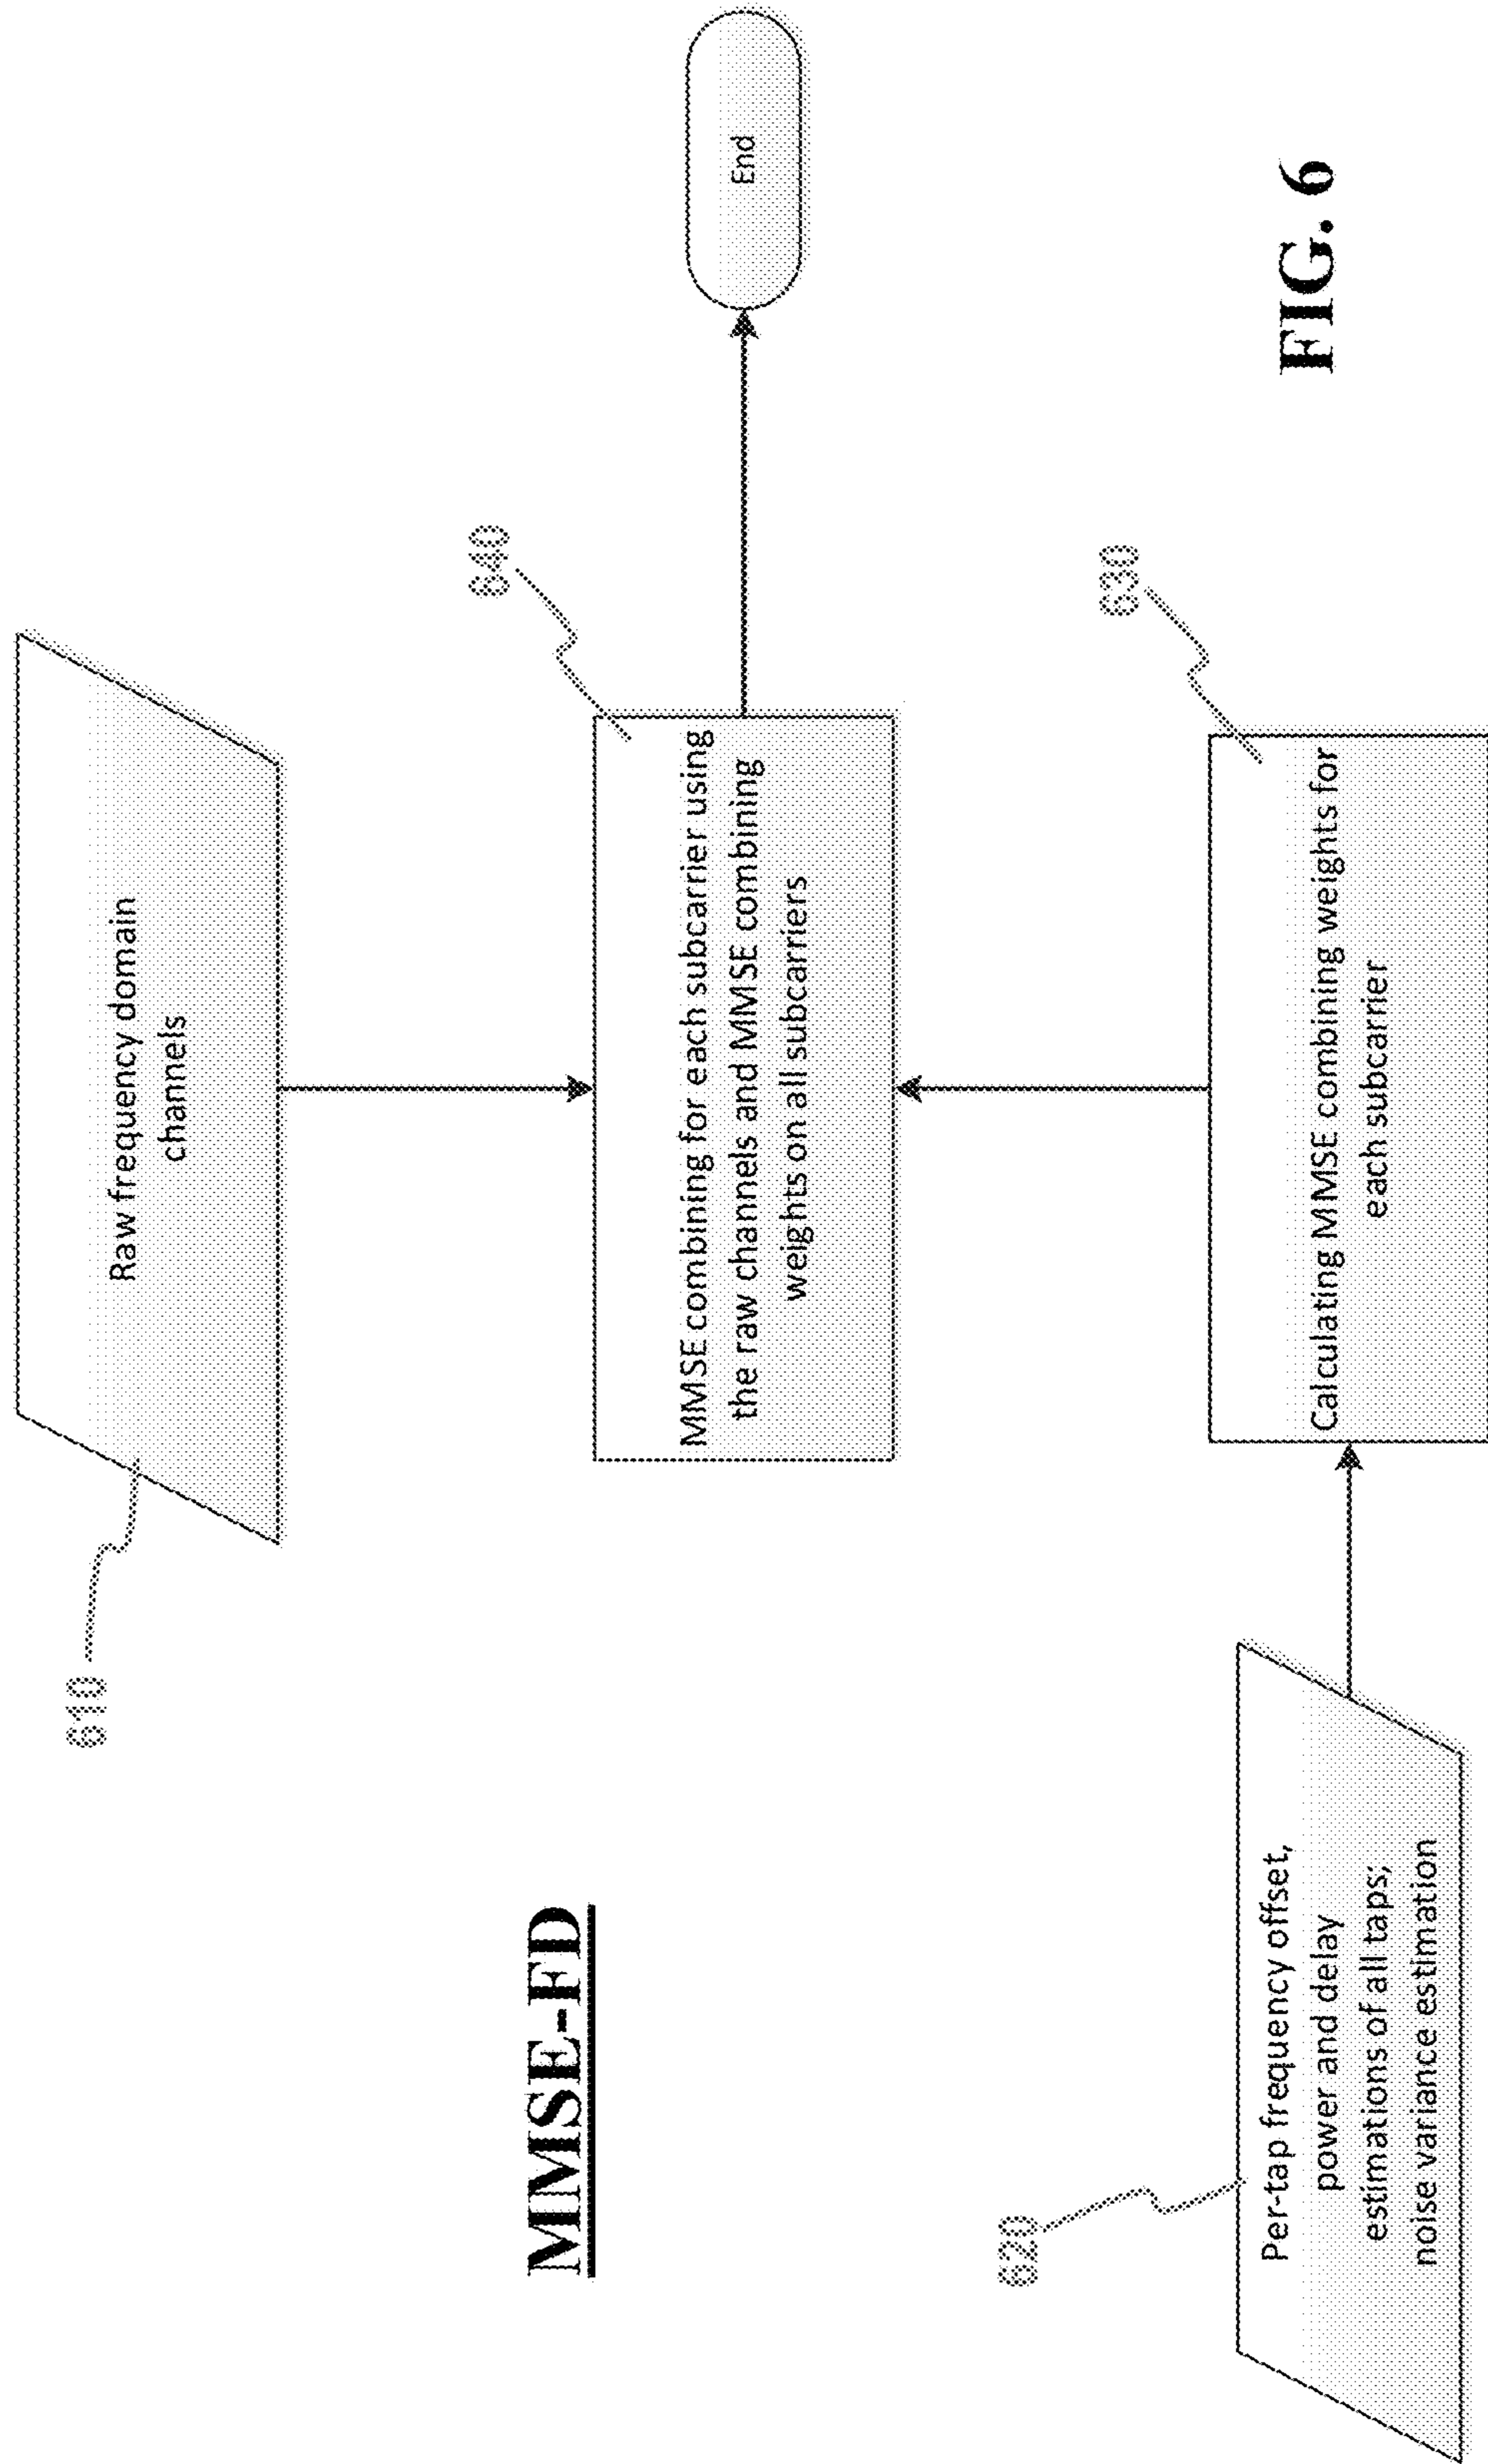 MMSE-FD
610
Raw frequency domain
channels
640
MMSE combining for each subcarrier using
the raw channels and MMSE combining
weights on all subcarriers
End
620
Per-tap frequency offset,
power and delay
estimations of all taps;
noise variance estimation
630
Calculating MMSE combining weights for
each subcarrier
FIG. 6